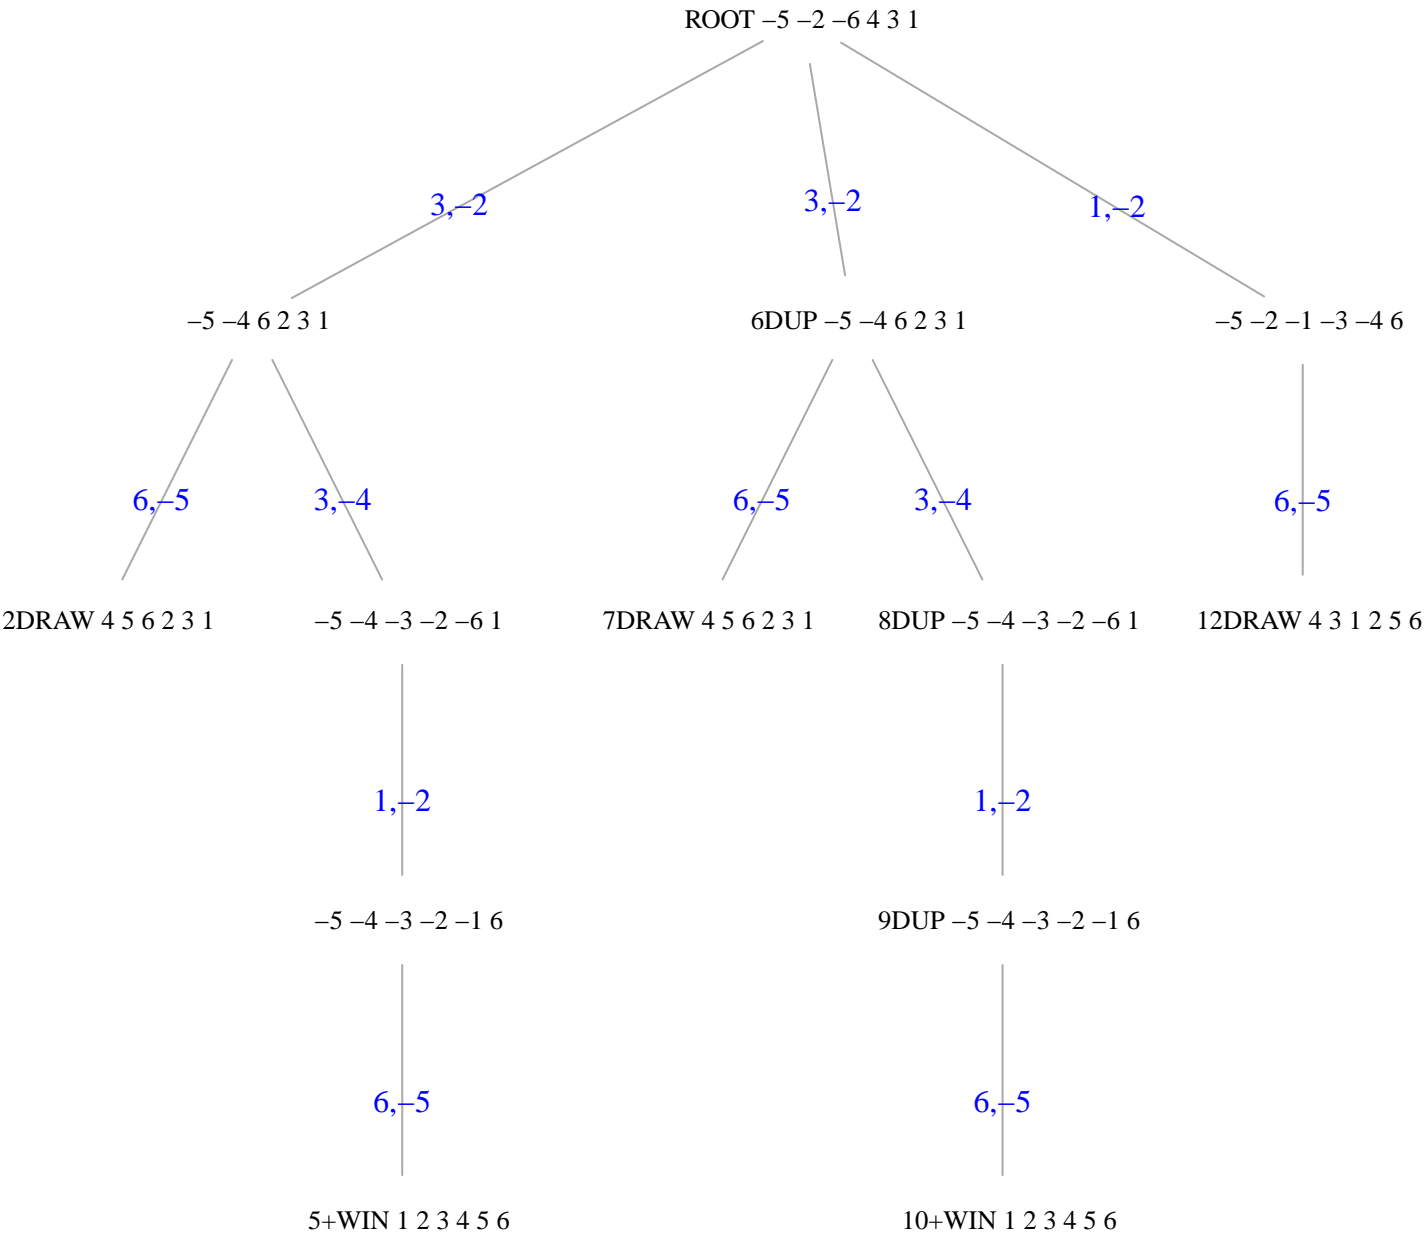 ROOT –5 –2 –6 4 3 1
3,–2 3,–2 1,–2
–5 –4 6 2 3 1 6DUP –5 –4 6 2 3 1 –5 –2 –1 –3 –4 6
6,–5 3,–4 6,–5 3,–4 6,–5
2DRAW 4 5 6 2 3 1 –5 –4 –3 –2 –6 1 7DRAW 4 5 6 2 3 1 8DUP –5 –4 –3 –2 –6 1 12DRAW 4 3 1 2 5 6
1,–2 1,–2
–5 –4 –3 –2 –1 6 9DUP –5 –4 –3 –2 –1 6
6,–5 6,–5
5+WIN 1 2 3 4 5 6 10+WIN 1 2 3 4 5 6